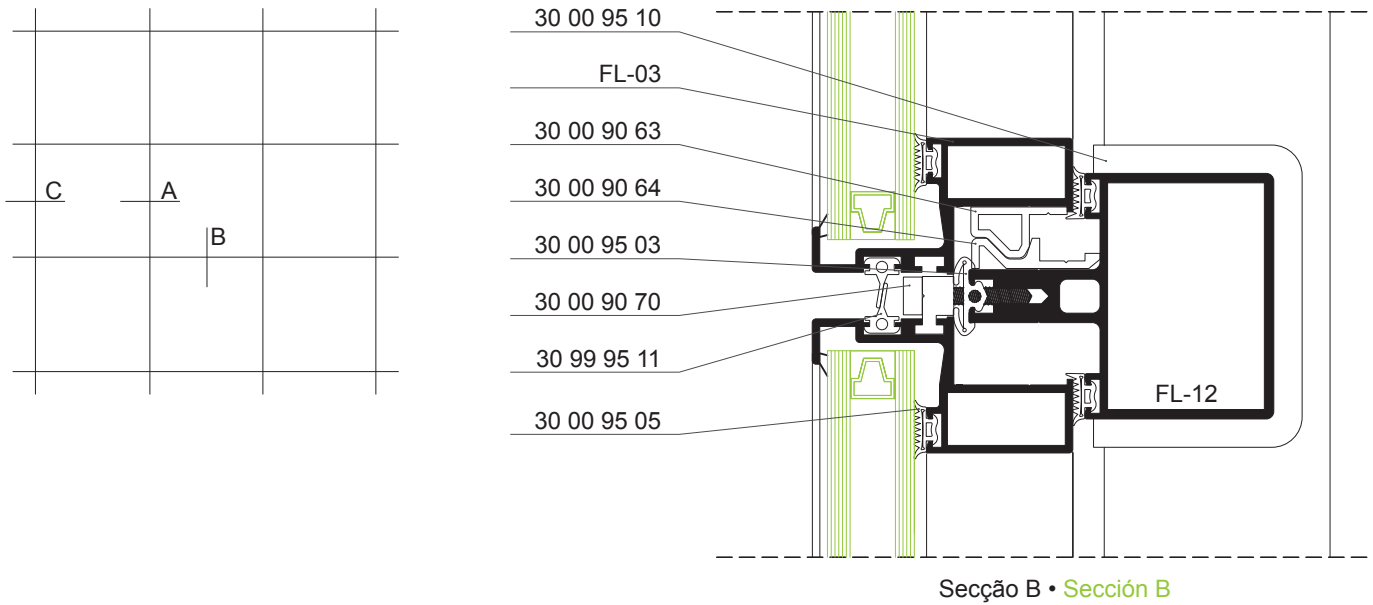 C
A
B
30 00 95 10
FL-03
30 00 90 63
30 00 90 64
30 00 95 03
30 00 90 70
30 99 95 11
30 00 95 05
FL-12
Secção B • Sección B